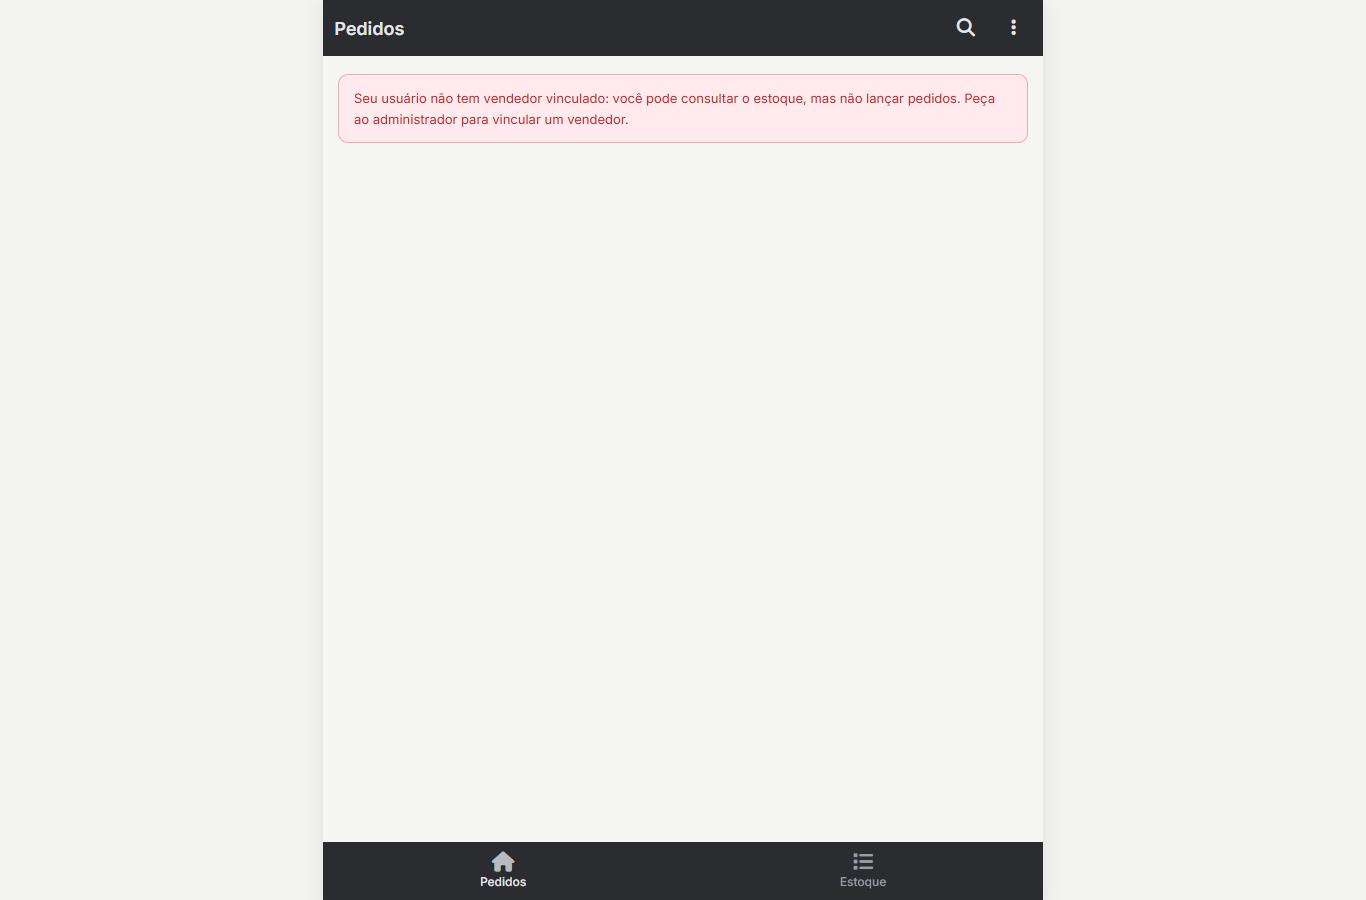 Pedidos
Seu usuário não tem vendedor vinculado: você pode consultar o estoque, mas não lançar pedidos. Peça
ao administrador para vincular um vendedor.
Pedidos
Estoque